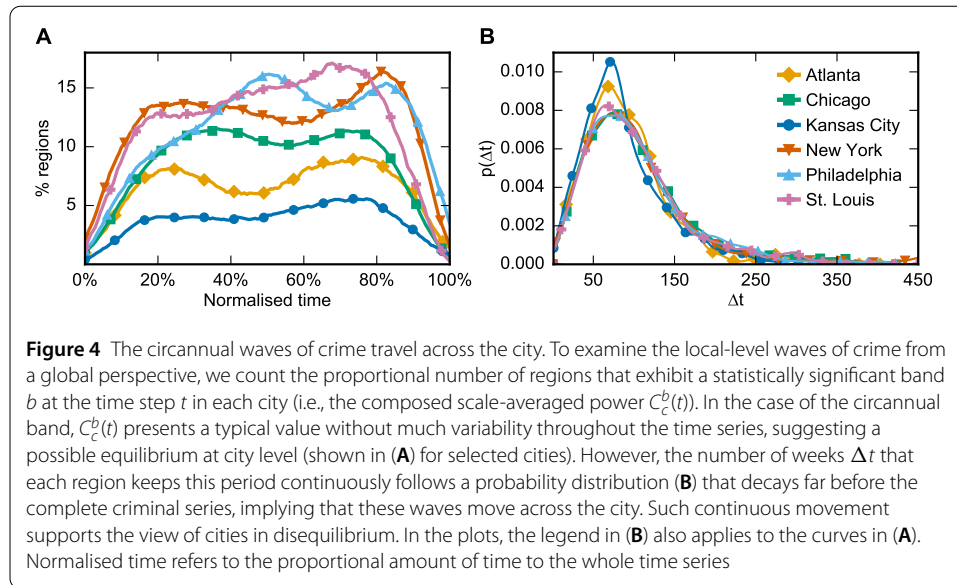 A
B
% regions
15
10
5
0% 20% 40% 60% 80% 100%
Normalised time
p(Δt)
0.010
0.008
0.006
0.004
0.002
0.000
50 150 250 350 450
Δt
Atlanta
Chicago
Kansas City
New York
Philadelphia
St. Louis
Figure 4 The circannual waves of crime travel across the city. To examine the local-level waves of crime from
a global perspective, we count the proportional number of regions that exhibit a statistically significant band
b at the time step t in each city (i.e., the composed scale-averaged power C_c^b(t)). In the case of the circannual
band, C_c^b(t) presents a typical value without much variability throughout the time series, suggesting a
possible equilibrium at city level (shown in (A) for selected cities). However, the number of weeks Δt that
each region keeps this period continuously follows a probability distribution (B) that decays far before the
complete criminal series, implying that these waves move across the city. Such continuous movement
supports the view of cities in disequilibrium. In the plots, the legend in (B) also applies to the curves in (A).
Normalised time refers to the proportional amount of time to the whole time series